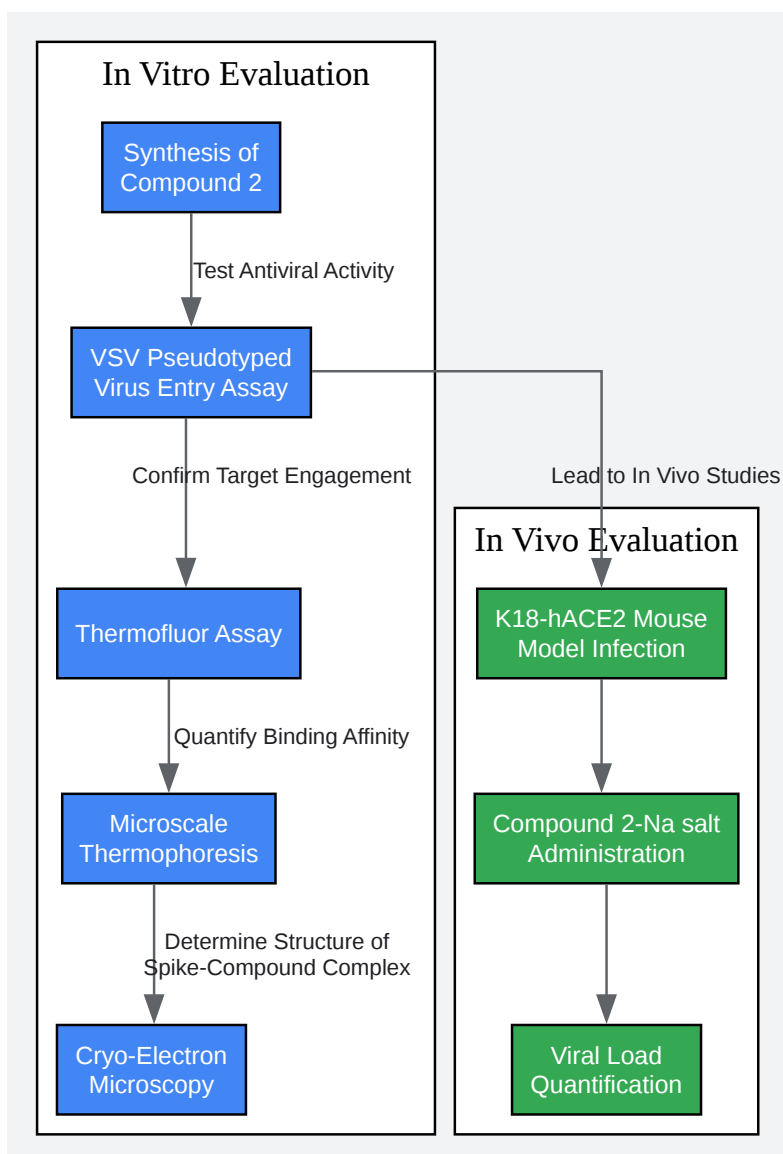 In Vitro Evaluation
Synthesis of
Compound 2
Test Antiviral Activity
VSV Pseudotyped
Virus Entry Assay
Confirm Target Engagement
Lead to In Vivo Studies
In Vivo Evaluation
Thermofluor Assay
K18-hACE2 Mouse
Model Infection
Quantify Binding Affinity
Microscale
Thermophoresis
Compound 2-Na salt
Administration
Determine Structure of
Spike-Compound Complex
Cryo-Electron
Microscopy
Viral Load
Quantification